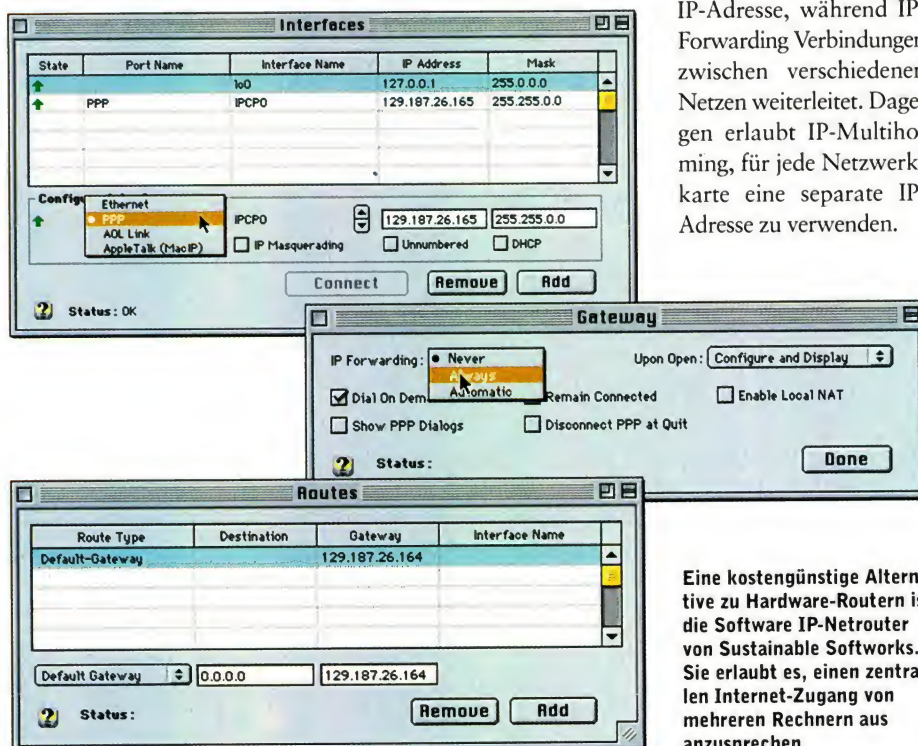 Interfaces
State Port Name Interface Name IP Address Mask
lo0 127.0.0.1 255.0.0.0
PPP IPCP0 129.187.26.165 255.255.0.0
Ethernet
PPP
AOL Link
AppleTalk (MacIP)
IPCP0 129.187.26.165 255.255.0.0
IP Masquerading Unnumbered DHCP
Connect Remove Add
Status: OK
IP-Adresse, während IP
Forwarding Verbindungen
zwischen verschiedenen
Netzen weiterleitet. Dage
gen erlaubt IP-Multiho
ming, für jede Netzwerk
karte eine separate IP
Adresse zu verwenden.
Gateway
IP Forwarding: Never Upon Open: Configure and Display
Always
Automatic
Dial On Dem Remain Connected Enable Local NAT
Show PPP Dialogs Disconnect PPP at Quit
Status: Done
Routes
Route Type Destination Gateway Interface Name
Default-Gateway 129.187.26.164
Default Gateway 0.0.0.0 129.187.26.164
Status: Remove Add
Eine kostengünstige Altern
tive zu Hardware-Routern is
die Software IP-Netrouter
von Sustainable Softworks.
Sie erlaubt es, einen zentra
len Internet-Zugang von
mehreren Rechnern aus
anzusprechen